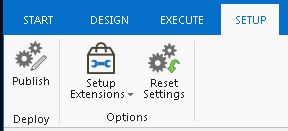 START DESIGN EXECUTE SETUP
Publish
Setup Extensions
Reset Settings
Deploy
Options